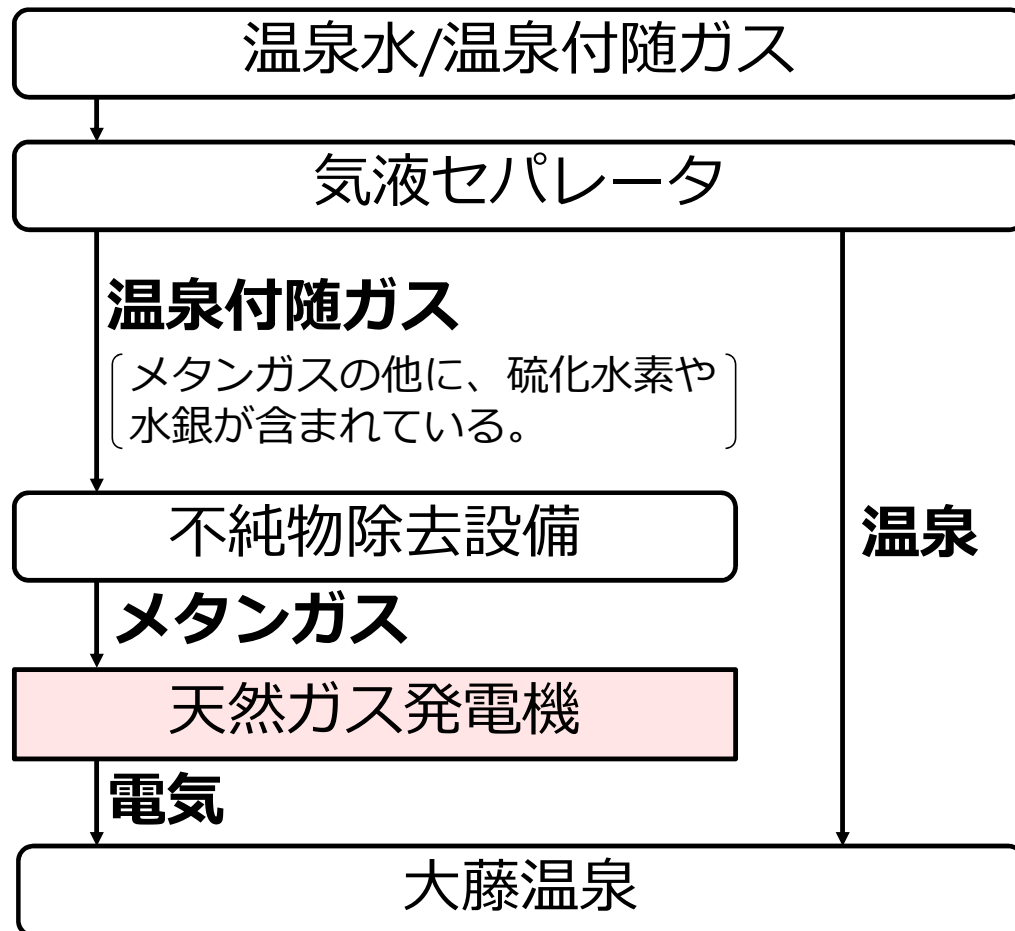 温泉水/温泉付随ガス
気液セパレータ
温泉付随ガス
メタンガスの他に、硫化水素や
水銀が含まれている。
不純物除去設備
温泉
メタンガス
天然ガス発電機
電気
大藤温泉